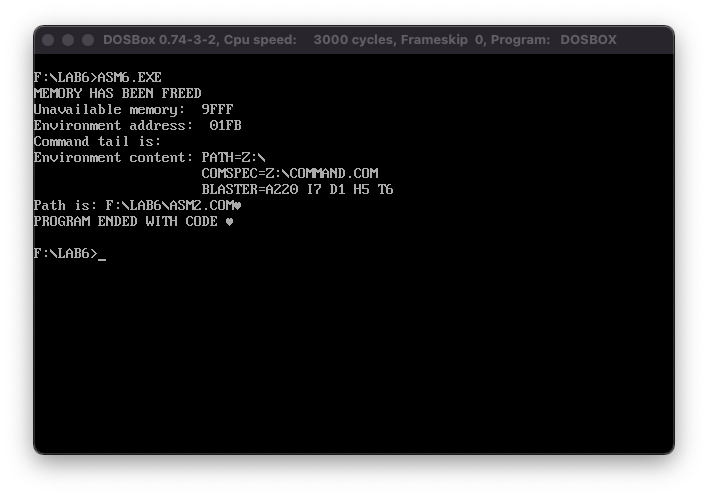 DOSBox 0.74-3-2, Cpu speed:    3000 cycles, Frameskip  0, Program:   DOSBOX
F:\LAB6>ASM6.EXE
MEMORY HAS BEEN FREED
Unavailable memory:  9FFF
Environment address:  01FB
Command tail is:
Environment content: PATH=Z:\
                     COMSPEC=Z:\COMMAND.COM
                     BLASTER=A220 I7 D1 H5 T6
Path is: F:\LAB6\ASM2.COM♥
PROGRAM ENDED WITH CODE ♥
F:\LAB6>_